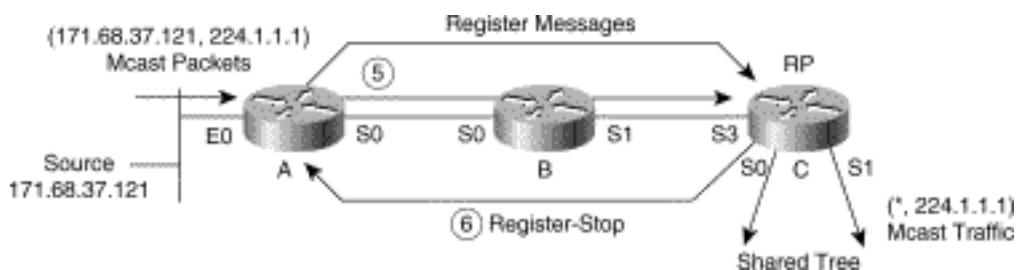 Register Messages
(171.68.37.121, 224.1.1.1)
Mcast Packets
5
RP
E0
S0
S0
S1
S3
A
B
S0
C
S1
Source
171.68.37.121
6 Register-Stop
(*, 224.1.1.1)
Mcast Traffic
Shared Tree